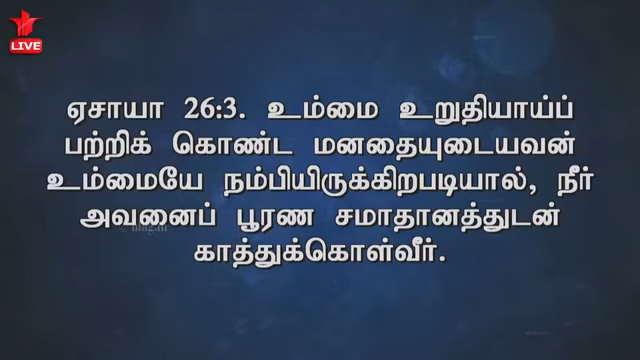 LIVE
ஏசாயா 26:3. உம்மை உறுதியாய்ப்
பற்றிக் கொண்ட மனதையுடையவன்
உம்மையே நம்பியிருக்கிறபடியால், நீர்
அவனைப் பூரண சமாதானத்துடன்
காத்துக்கொள்வீர்.